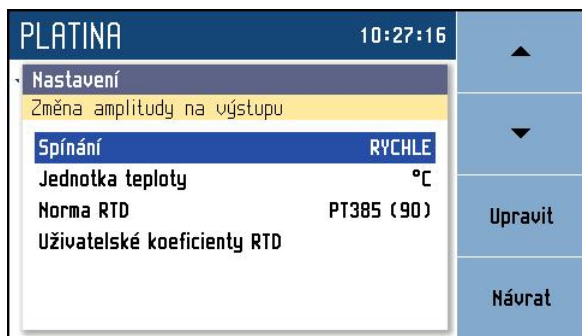 PLATINA 10:27:16
Nastavení
Změna amplitudy na výstupu
Spínání RYCHLE
Jednotka teploty °C
Norma RTD PT385 (90)
Uživatelské koeficienty RTD
Upravit
Návrat